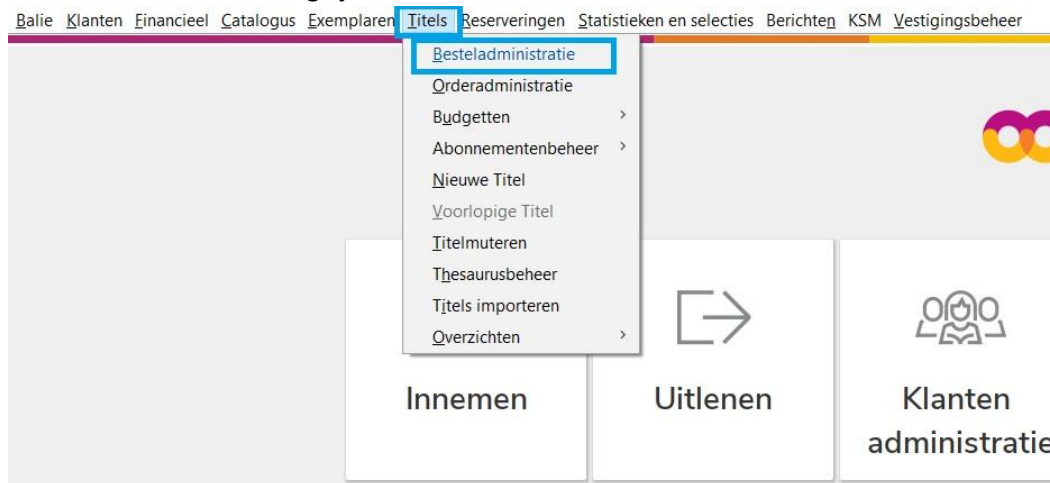 Balie Klanten Financieel Catalogus Exemplaren Titels Reserveringen Statistieken en selecties Berichten KSM Vestigingsbeheer
Besteladministratie
Orderadministratie
Budgetten
Abonnementenbeheer
Nieuwe Titel
Voorlopige Titel
Titelmuteren
Thesaurusbeheer
Titels importeren
Overzichten
Innemen
Uitlenen
Klanten
administratie